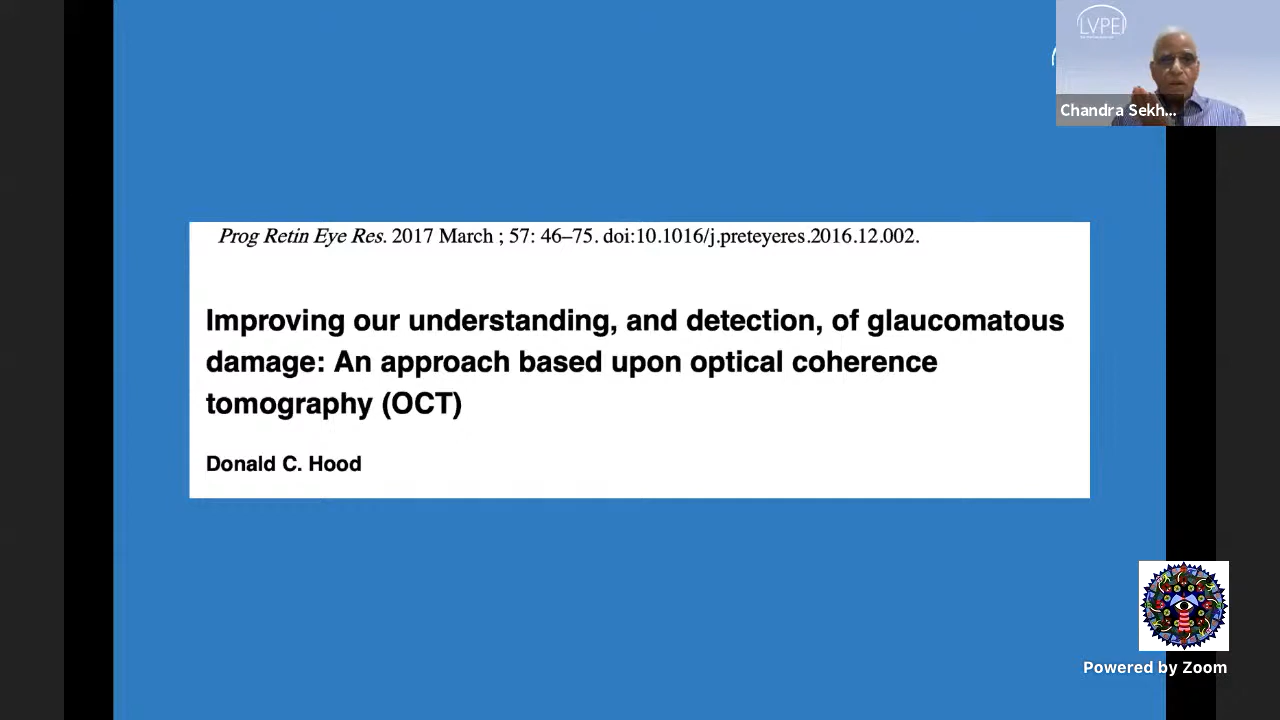 LVPEI
Chandra Sekh...
Prog Retin Eye Res. 2017 March ; 57: 46–75. doi:10.1016/j.preteyeres.2016.12.002.
Improving our understanding, and detection, of glaucomatous
damage: An approach based upon optical coherence
tomography (OCT)
Donald C. Hood
Powered by Zoom